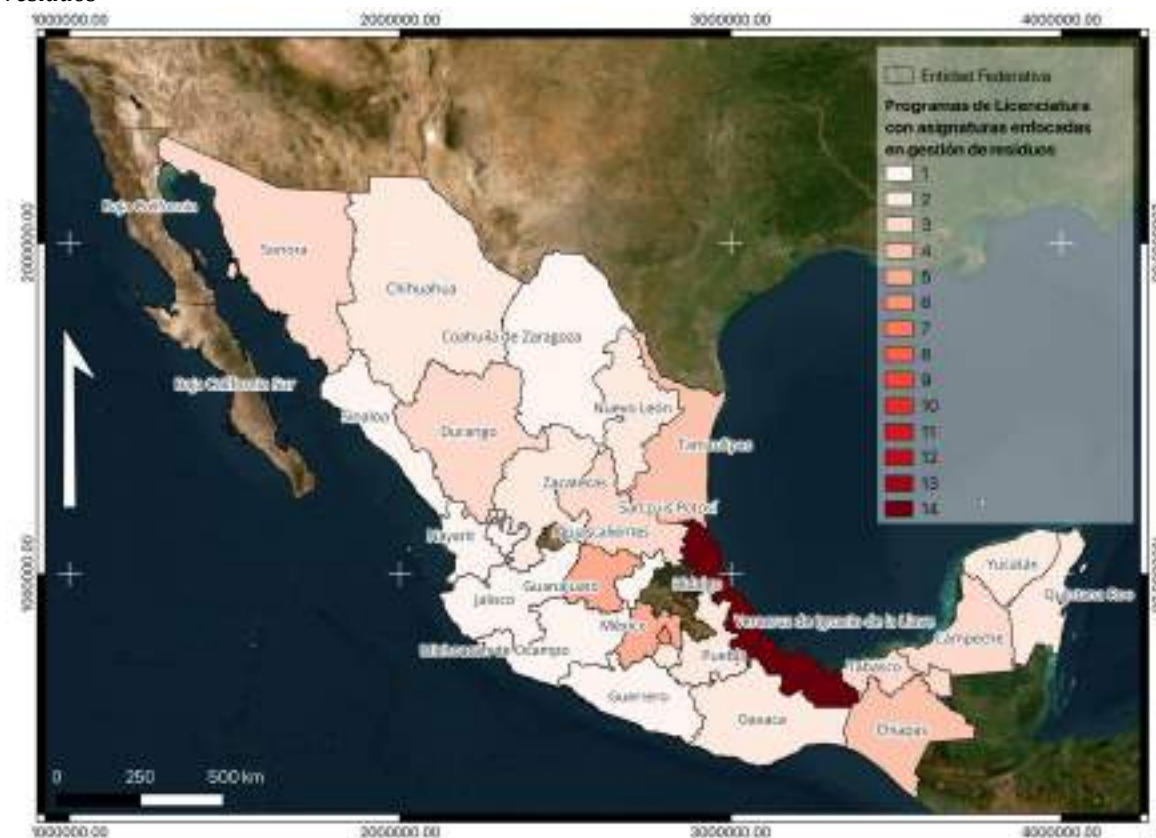 residuos
1000000.00 2000000.00 3000000.00 4000000.00
Entidad Federativa
Programas de Licenciatura
con asignaturas enfocadas
en gestión de residuos
1
2
3
4
5
6
7
8
9
10
11
12
13
14
2000000.00
1000000.00
Baja California
Sonora
Chihuahua
Coahuila de Zaragoza
Baja California Sur
Sinaloa
Nuevo León
Durango
Tamaulipas
Zacatecas
San Luis Potosí
Aguascalientes
Nayarit
Guanajuato
Hidalgo
Yucatán
Jalisco
Quintana Roo
México
Veracruz de Ignacio de la Llave
Michoacán de Ocampo
Puebla
Campeche
Tabasco
Guerrero
Oaxaca
Chiapas
0 250 500 km
1000000.00 2000000.00 3000000.00 4000000.00